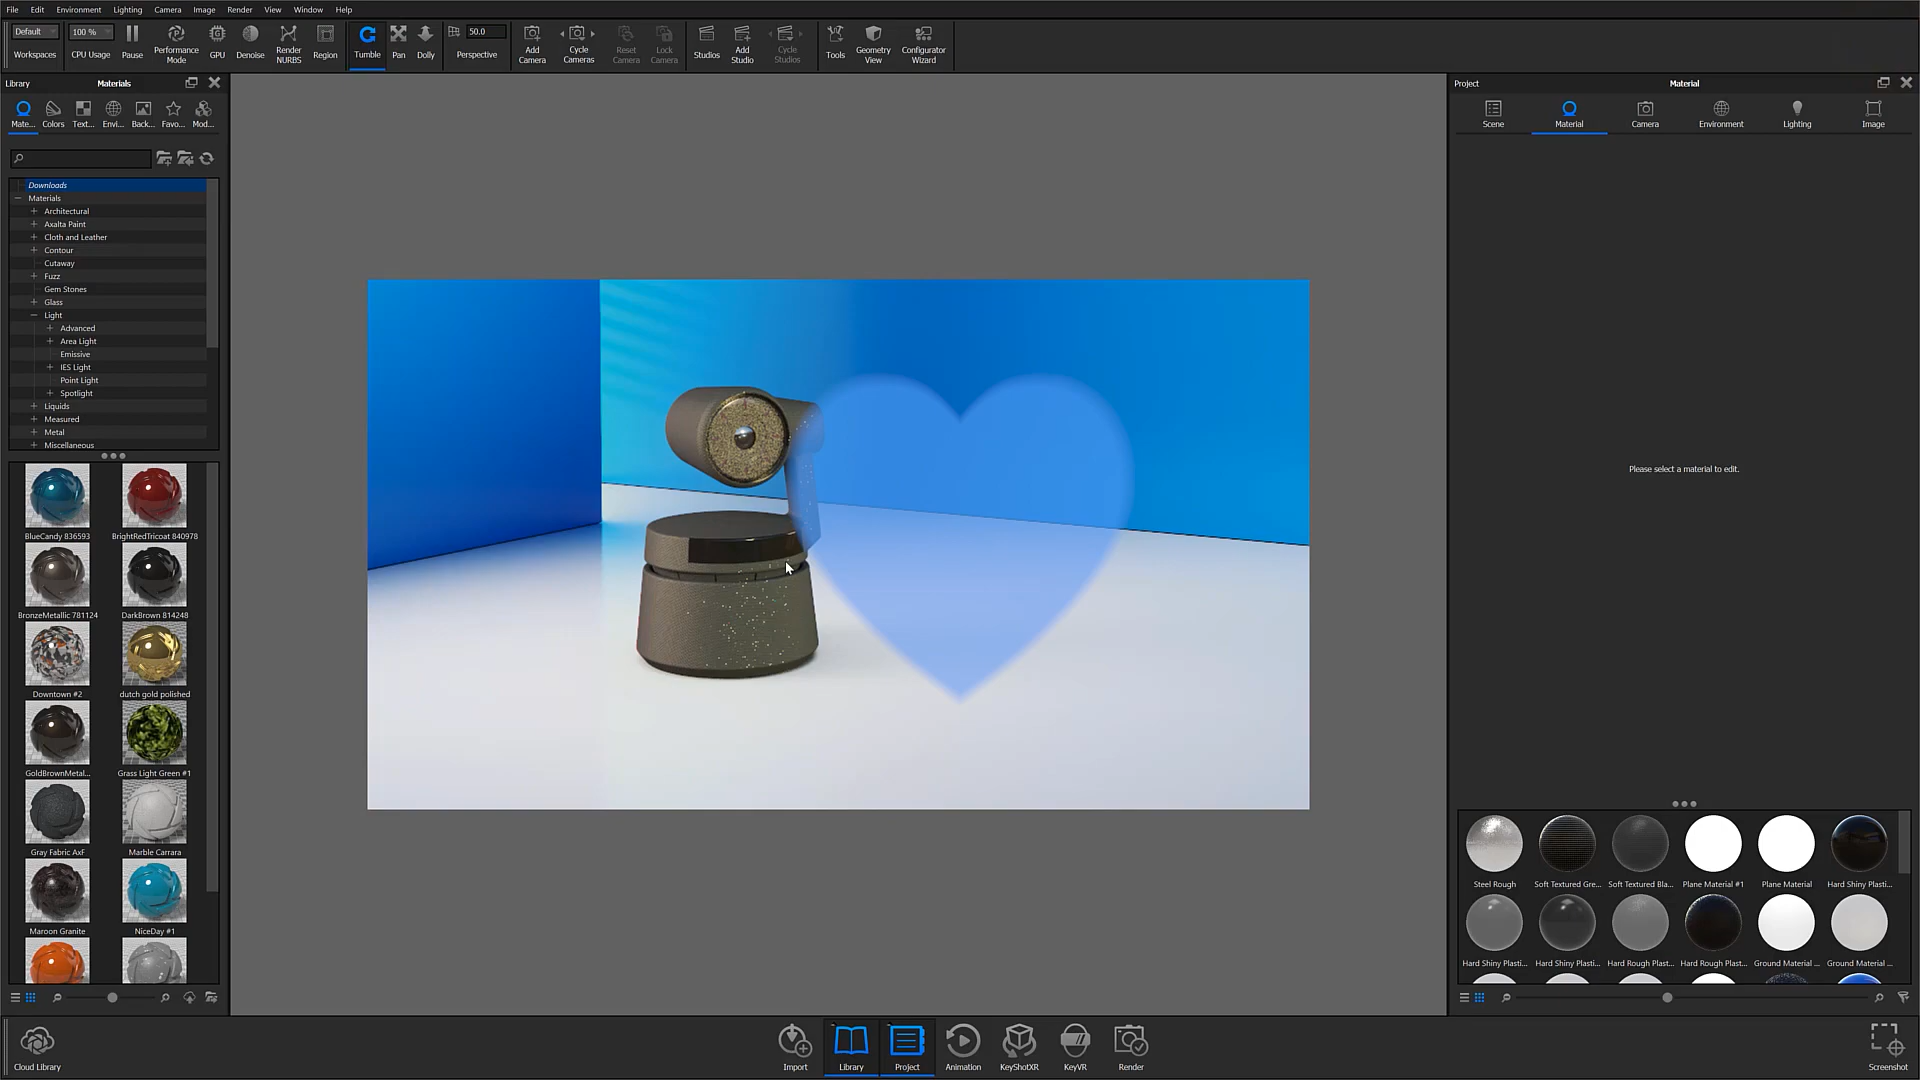 File Edit Environment Lighting Camera Image Render View Window Help
Default 100 % 50.0
Workspaces CPU Usage Pause Performance Mode GPU Denoise Render NURBS Region Tumble Pan Dolly Perspective Add Camera Cycle Cameras Reset Camera Lock Camera Studios Add Studio Cycle Studios Tools Geometry View Configurator Wizard
Library Materials
Mate... Colors Text... Envi... Back... Favo... Mod...
Downloads
Materials
Architectural
Axalta Paint
Cloth and Leather
Contour
Cutaway
Fuzz
Gem Stones
Glass
Light
Advanced
Area Light
Emissive
IES Light
Point Light
Spotlight
Liquids
Measured
Metal
Miscellaneous
BlueCandy 836593 BrightRedTricoat 840978
BronzeMetallic 781124 DarkBrown 814248
Downtown #2 dutch gold polished
GoldBrownMetal... Grass Light Green #1
Gray Fabric AxF Marble Carrara
Maroon Granite NiceDay #1
Project Material
Scene Material Camera Environment Lighting Image
Please select a material to edit.
Steel Rough Soft Textured Gre... Soft Textured Bla... Plane Material #1 Plane Material Hard Shiny Plasti...
Hard Shiny Plasti... Hard Shiny Plasti... Hard Rough Plast... Hard Rough Plast... Ground Material ... Ground Material ...
Cloud Library Import Library Project Animation KeyShotXR KeyVR Render Screenshot